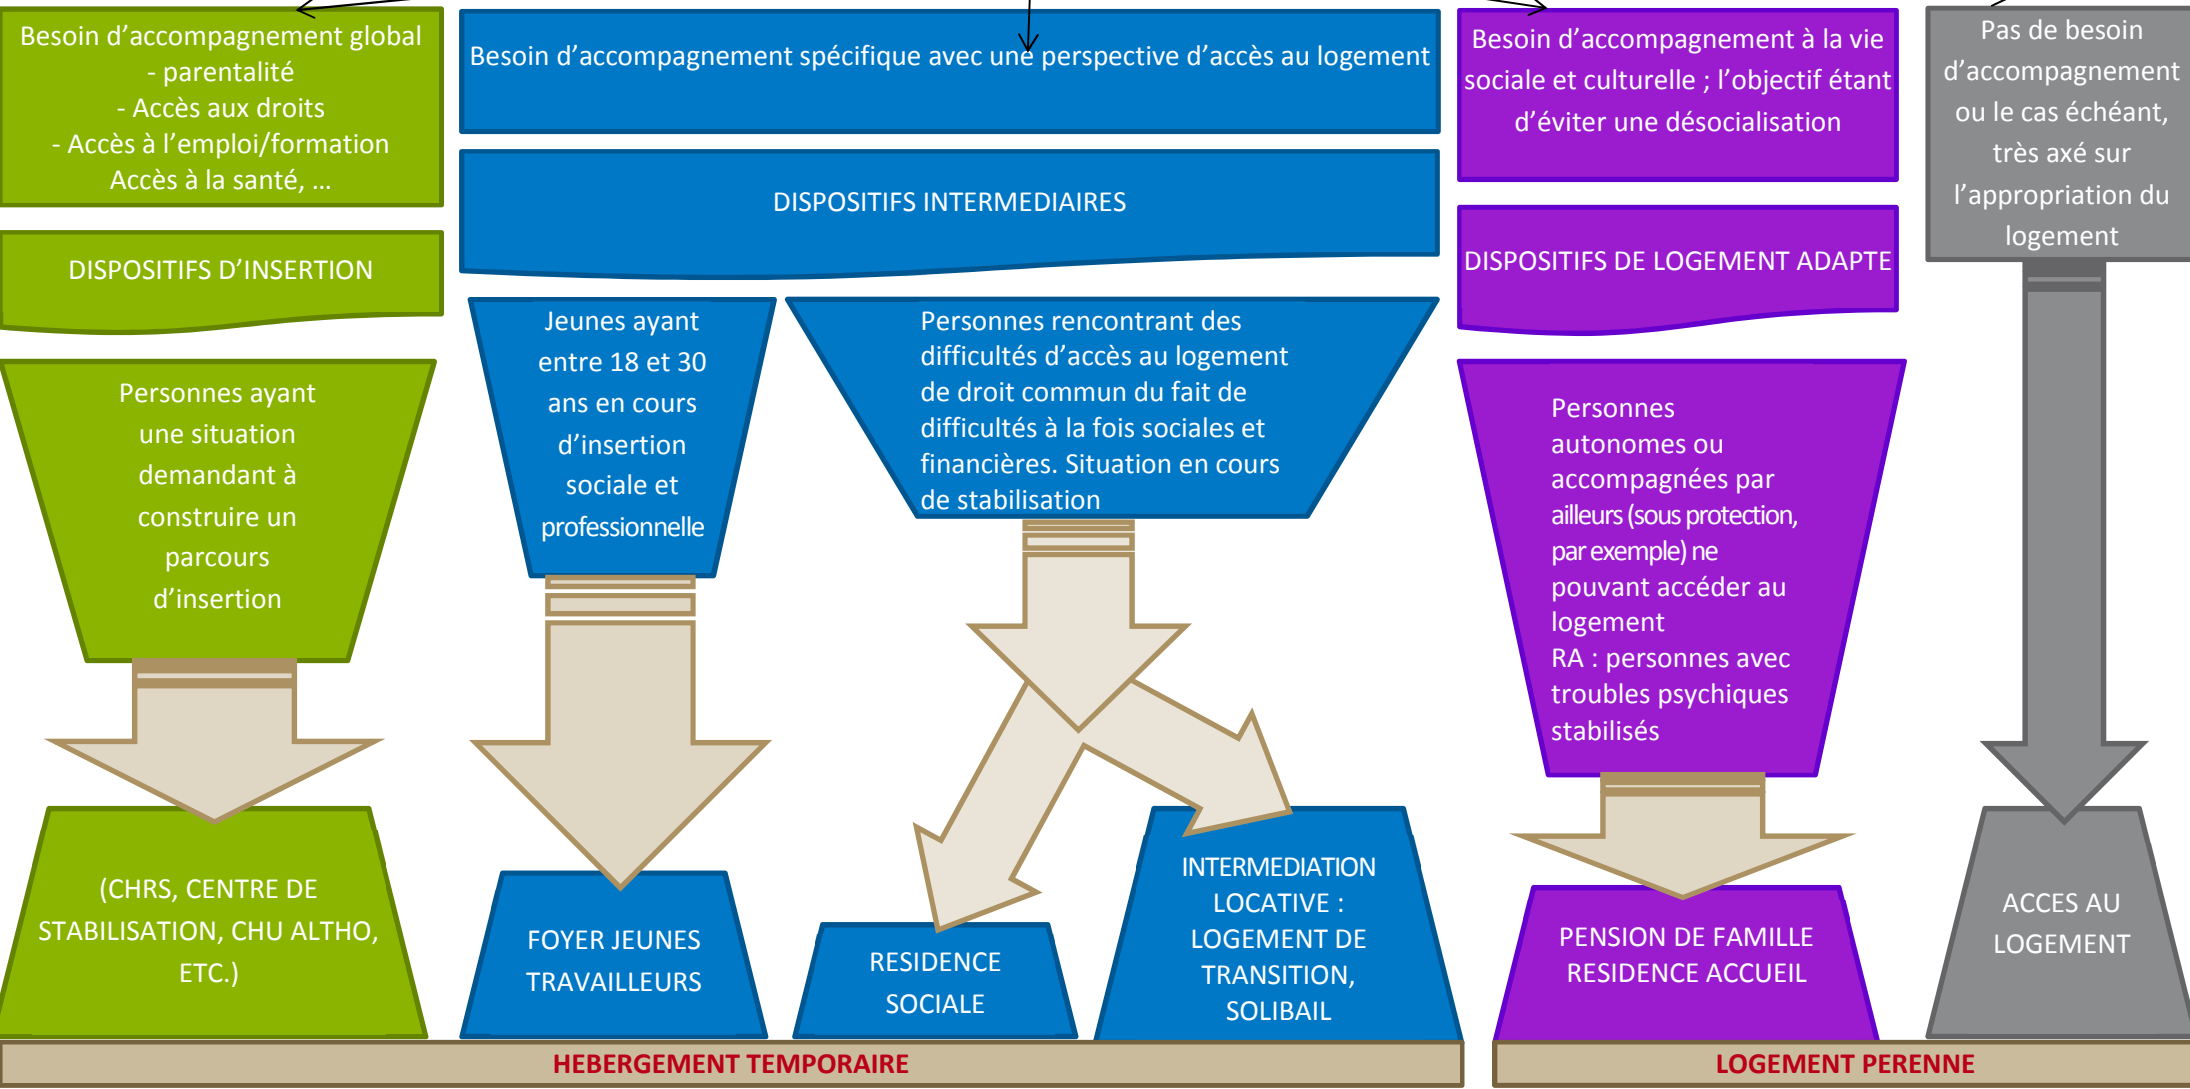 Besoin d’accompagnement global
- parentalité
- Accès aux droits
- Accès à l’emploi/formation
Accès à la santé, ...
DISPOSITIFS D’INSERTION
Personnes ayant
une situation
demandant à
construire un
parcours
d’insertion
(CHRS, CENTRE DE
STABILISATION, CHU ALTHO,
ETC.)
Besoin d’accompagnement spécifique avec une perspective d’accès au logement
DISPOSITIFS INTERMEDIAIRES
Jeunes ayant
entre 18 et 30
ans en cours
d’insertion
sociale et
professionnelle
FOYER JEUNES
TRAVAILLEURS
Personnes rencontrant des
difficultés d’accès au logement
de droit commun du fait de
difficultés à la fois sociales et
financières. Situation en cours
de stabilisation
RESIDENCE
SOCIALE
INTERMEDIATION
LOCATIVE :
LOGEMENT DE
TRANSITION,
SOLIBAIL
Besoin d’accompagnement à la vie
sociale et culturelle ; l’objectif étant
d’éviter une désocialisation
DISPOSITIFS DE LOGEMENT ADAPTE
Personnes
autonomes ou
accompagnées par
ailleurs (sous protection,
par exemple) ne
pouvant accéder au
logement
RA : personnes avec
troubles psychiques
stabilisés
PENSION DE FAMILLE
RESIDENCE ACCUEIL
Pas de besoin
d’accompagnement
ou le cas échéant,
très axé sur
l’appropriation du
logement
ACCES AU
LOGEMENT
HEBERGEMENT TEMPORAIRE
LOGEMENT PERENNE